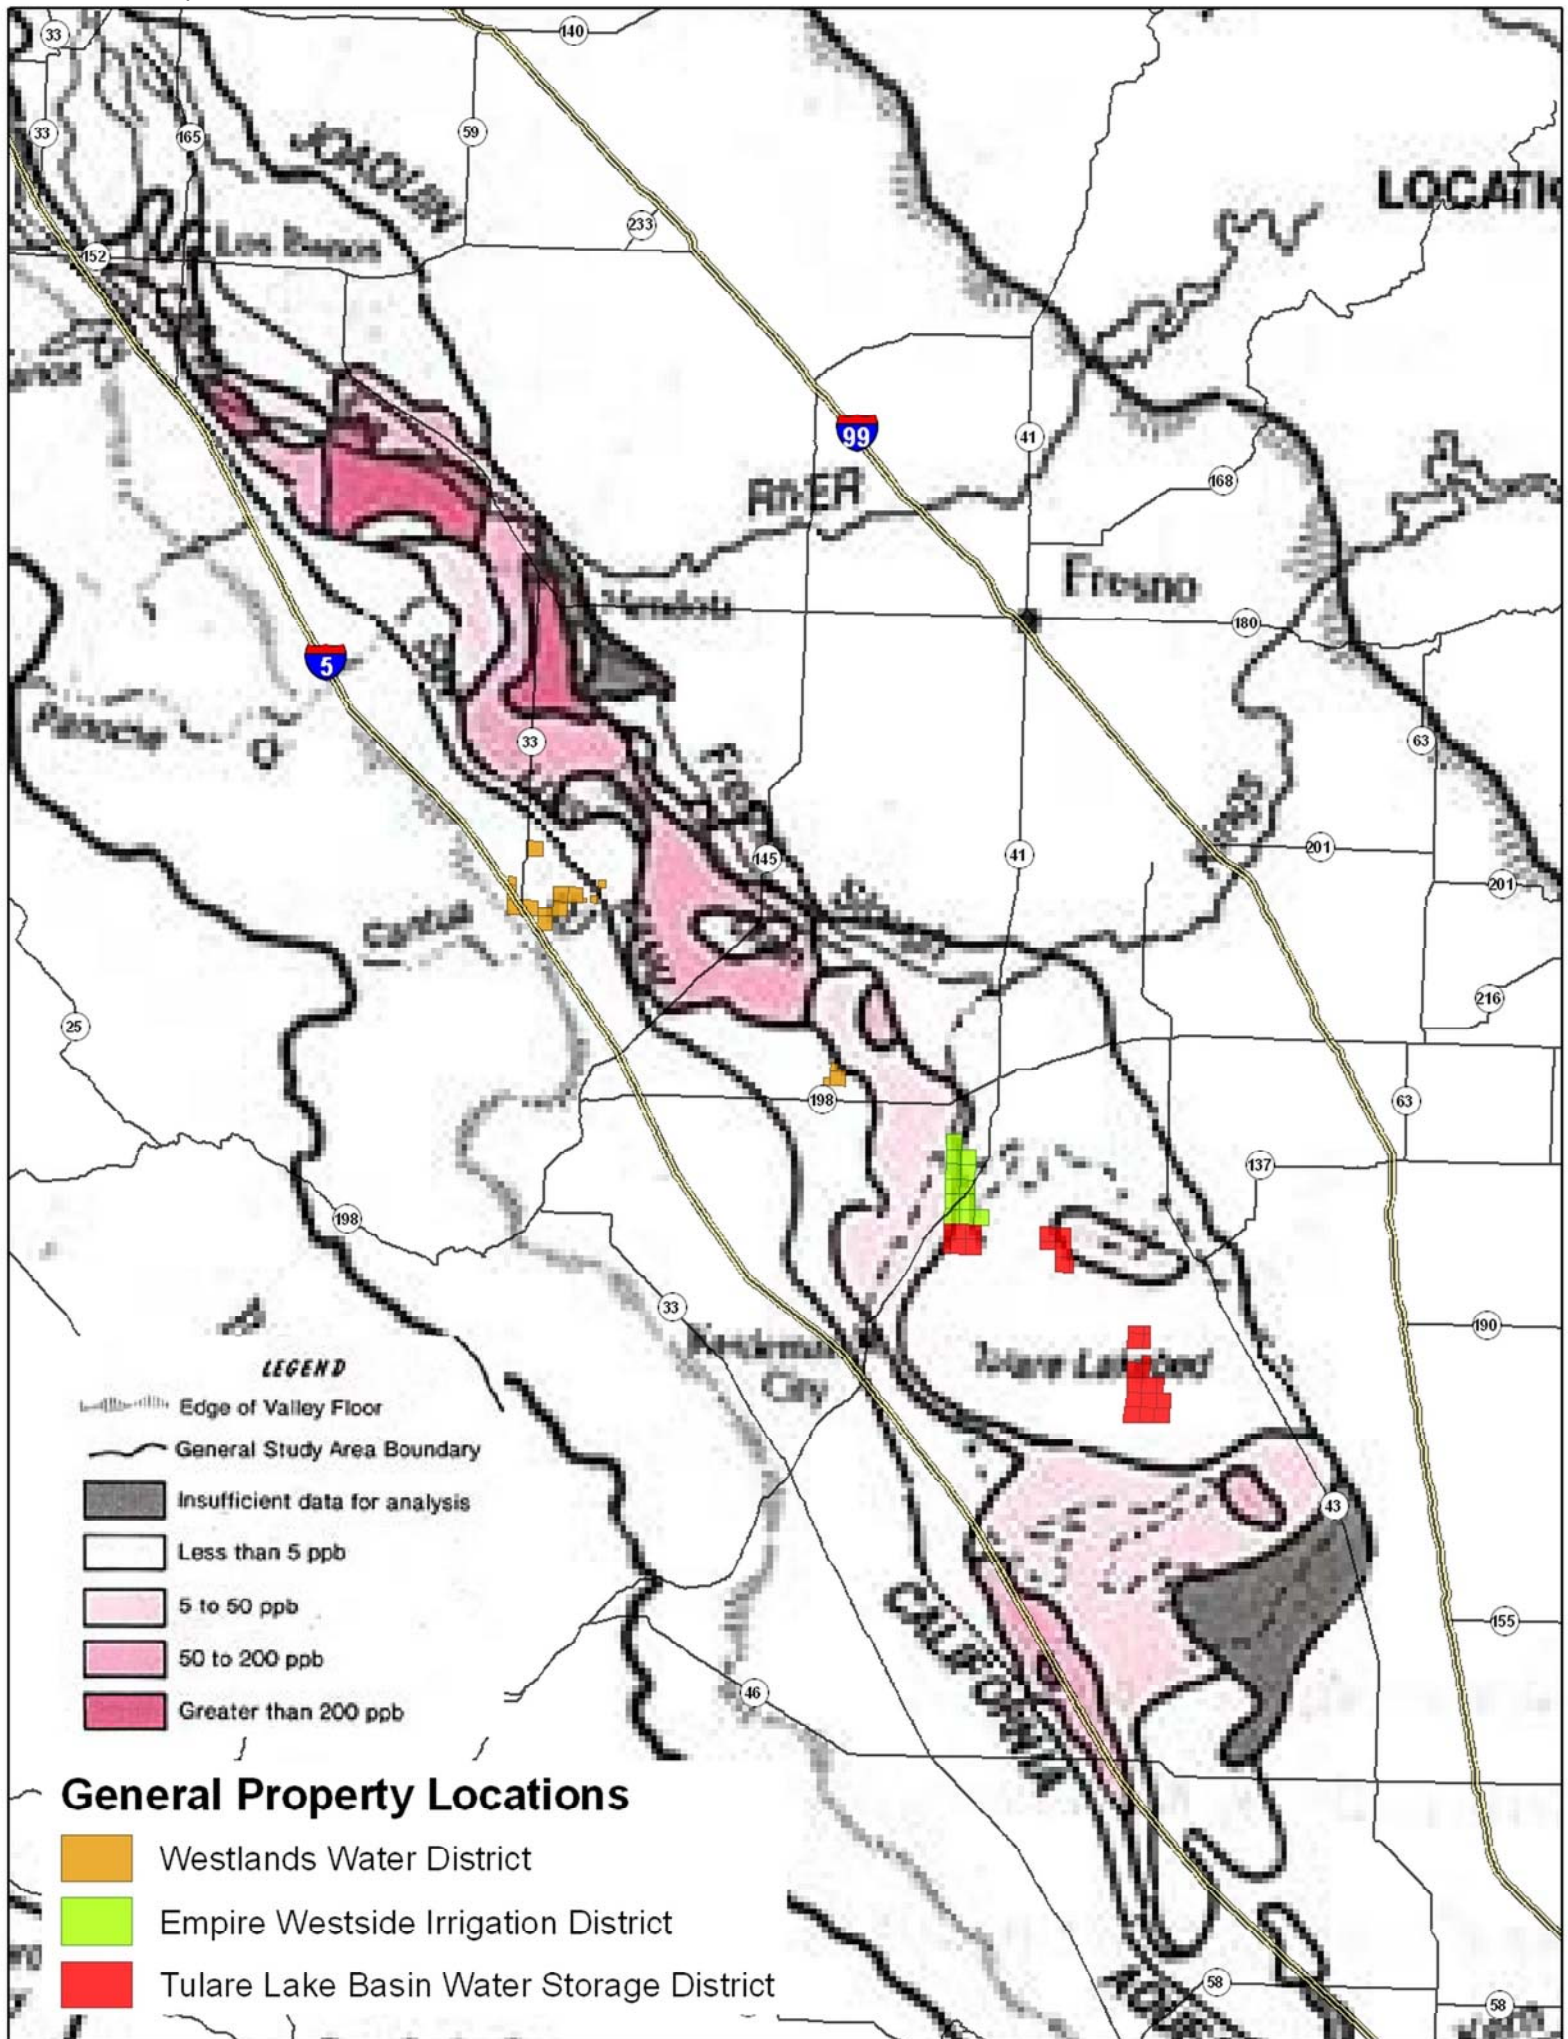 33
140
33
165
59
JOAQUIN
233
LOCATI
152
Los Banos
99
41
168
RIVER
Fresno
Mendota
180
5
Panoche
33
63
145
41
201
201
Cantua
25
216
198
63
137
198
33
190
Kettleman
City
Tulare Lake Bed
LEGEND
Edge of Valley Floor
General Study Area Boundary
Insufficient data for analysis
Less than 5 ppb
5 to 50 ppb
50 to 200 ppb
Greater than 200 ppb
43
CALIFORNIA
155
46
General Property Locations
Westlands Water District
Empire Westside Irrigation District
Tulare Lake Basin Water Storage District
58
58